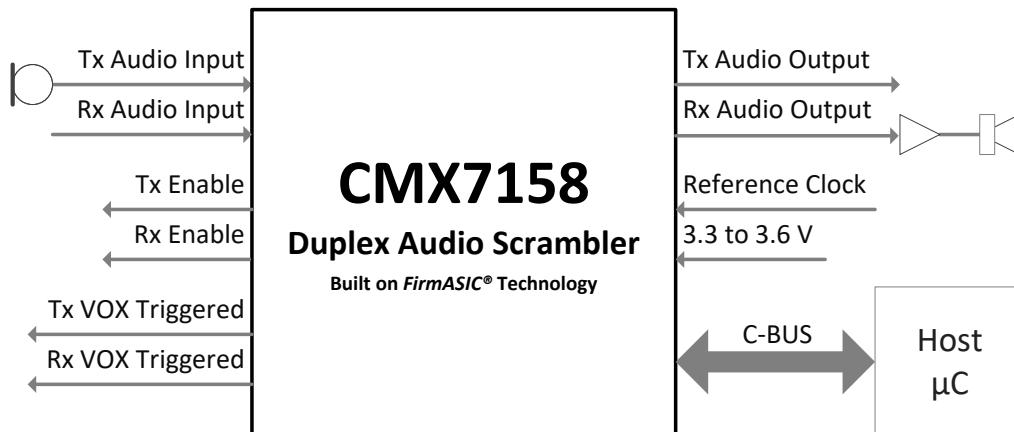 Tx Audio Input
Rx Audio Input
Tx Enable
Rx Enable
Tx VOX Triggered
Rx VOX Triggered
CMX7158
Duplex Audio Scrambler
Built on FirmASIC® Technology
Tx Audio Output
Rx Audio Output
Reference Clock
3.3 to 3.6 V
C-BUS
Host
µC